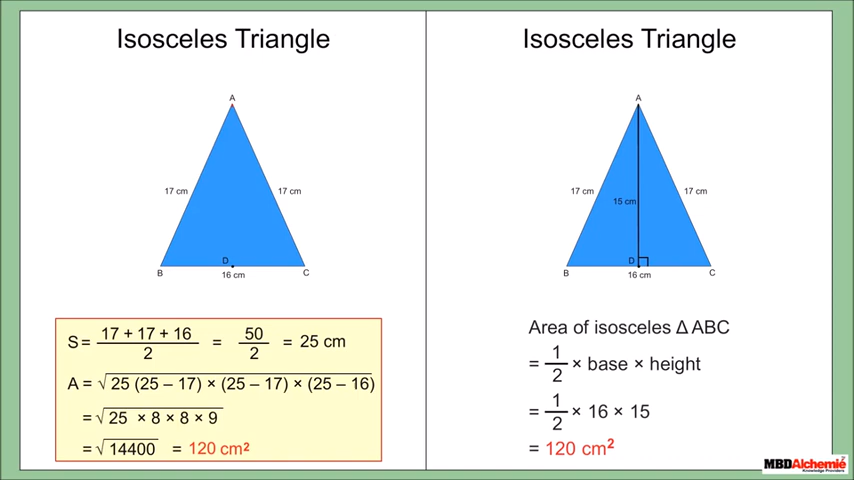 Isosceles Triangle
A
17 cm
17 cm
D
B
C
16 cm
S = 17 + 17 + 16 / 2 = 50 / 2 = 25 cm
A = √25 (25 – 17) × (25 – 17) × (25 – 16)
= √25 × 8 × 8 × 9
= √14400 = 120 cm²
Isosceles Triangle
A
17 cm
17 cm
15 cm
D
B
C
16 cm
Area of isosceles Δ ABC
= 1 / 2 × base × height
= 1 / 2 × 16 × 15
= 120 cm²
MBDAlchemie
Knowledge Providers